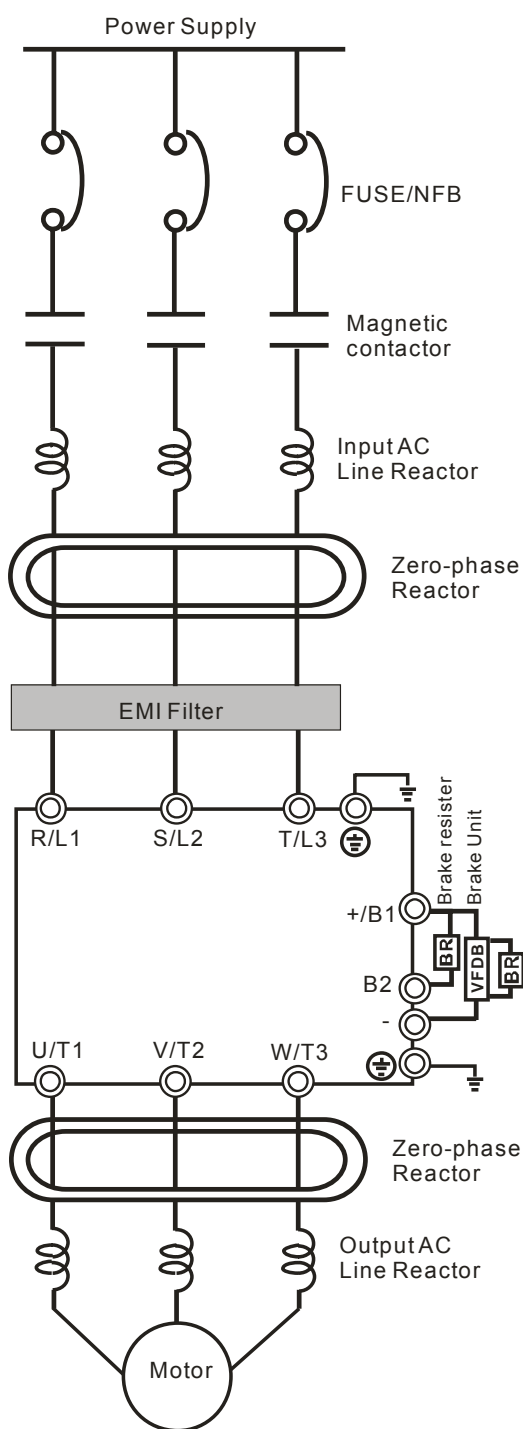 Power Supply
FUSE/NFB
Magnetic
contactor
Input AC
Line Reactor
Zero-phase
Reactor
EMI Filter
R/L1
S/L2
T/L3
Brake resister
Brake Unit
+/B1
BR
VFDB
BR
B2
-
U/T1
V/T2
W/T3
Zero-phase
Reactor
Output AC
Line Reactor
Motor